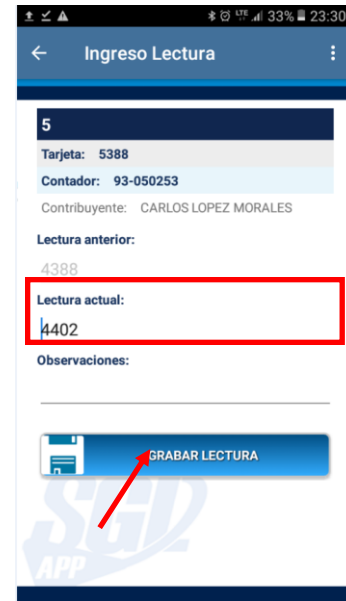 LTE 33% 23:30
Ingreso Lectura
5
Tarjeta: 5388
Contador: 93-050253
Contribuyente: CARLOS LOPEZ MORALES
Lectura anterior:
4388
Lectura actual:
4402
Observaciones:
GRABAR LECTURA
SGL
APP